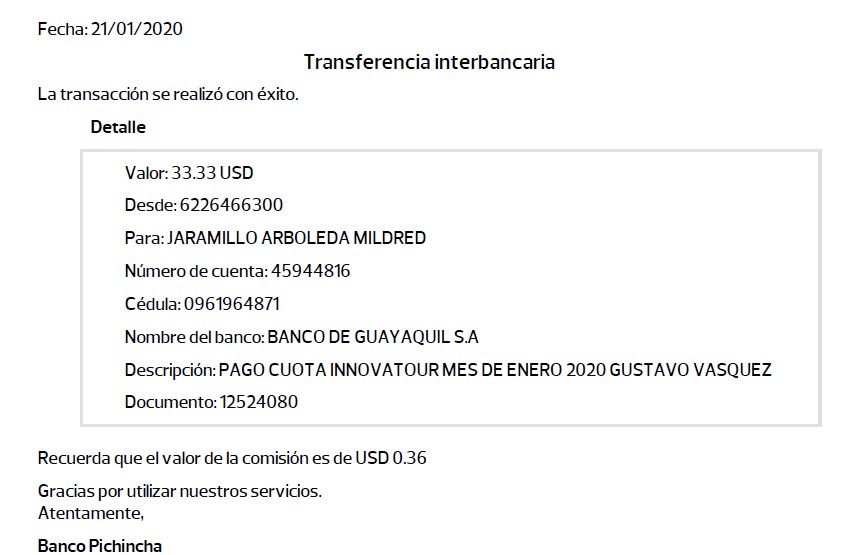 Fecha: 21/01/2020
Transferencia interbancaria
La transacción se realizó con éxito.
Detalle
Valor: 33.33 USD
Desde: 6226466300
Para: JARAMILLO ARBOLEDA MILDRED
Número de cuenta: 45944816
Cédula: 0961964871
Nombre del banco: BANCO DE GUAYAQUIL S.A
Descripción: PAGO CUOTA INNOVATOUR MES DE ENERO 2020 GUSTAVO VASQUEZ
Documento: 12524080
Recuerda que el valor de la comisión es de USD 0.36
Gracias por utilizar nuestros servicios.
Atentamente,
Banco Pichincha